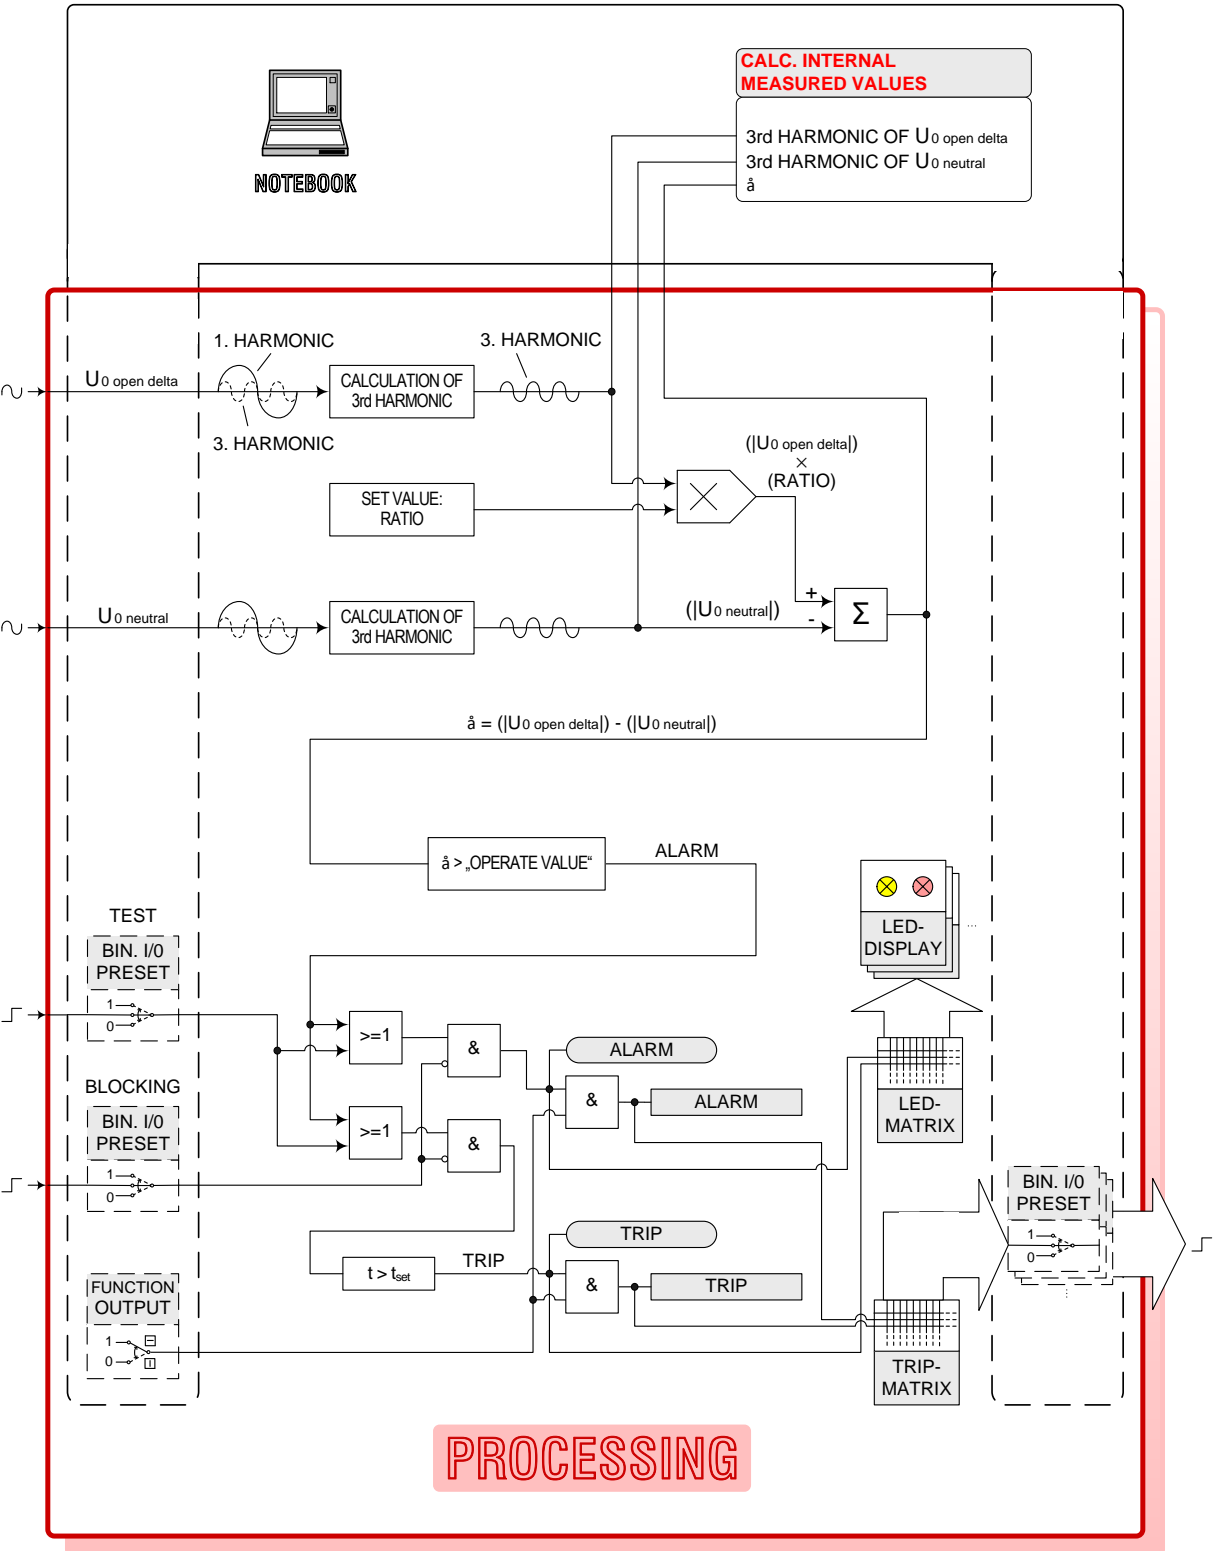 CALC. INTERNAL
MEASURED VALUES
3rd HARMONIC OF U0 open delta
3rd HARMONIC OF U0 neutral
å
NOTEBOOK
1. HARMONIC
3. HARMONIC
U0 open delta
CALCULATION OF
3rd HARMONIC
3. HARMONIC
(|U0 open delta|)
×
(RATIO)
SET VALUE:
RATIO
U0 neutral
CALCULATION OF
3rd HARMONIC
(|U0 neutral|)
+
-
Σ
å = (|U0 open delta|) - (|U0 neutral|)
å > „OPERATE VALUE“
ALARM
LED-
DISPLAY
...
TEST
BIN. I/0
PRESET
1
0
>=1
&
ALARM
&
ALARM
LED-
MATRIX
BLOCKING
BIN. I/0
PRESET
1
0
>=1
&
BIN. I/0
PRESET
1
0
...
TRIP
t > tset
TRIP
&
TRIP
FUNCTION
OUTPUT
1
0
TRIP-
MATRIX
PROCESSING